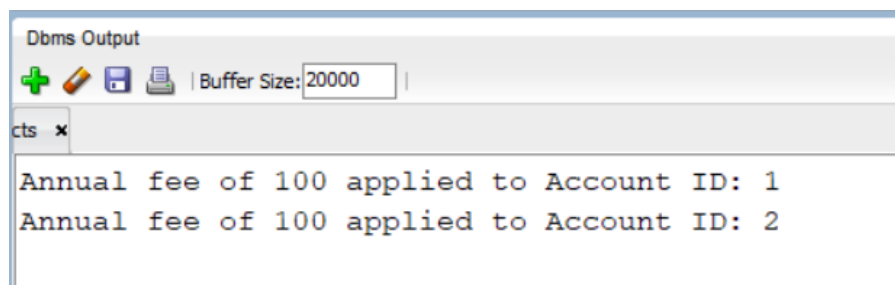 Dbms Output
Buffer Size: 20000
cts
Annual fee of 100 applied to Account ID: 1
Annual fee of 100 applied to Account ID: 2